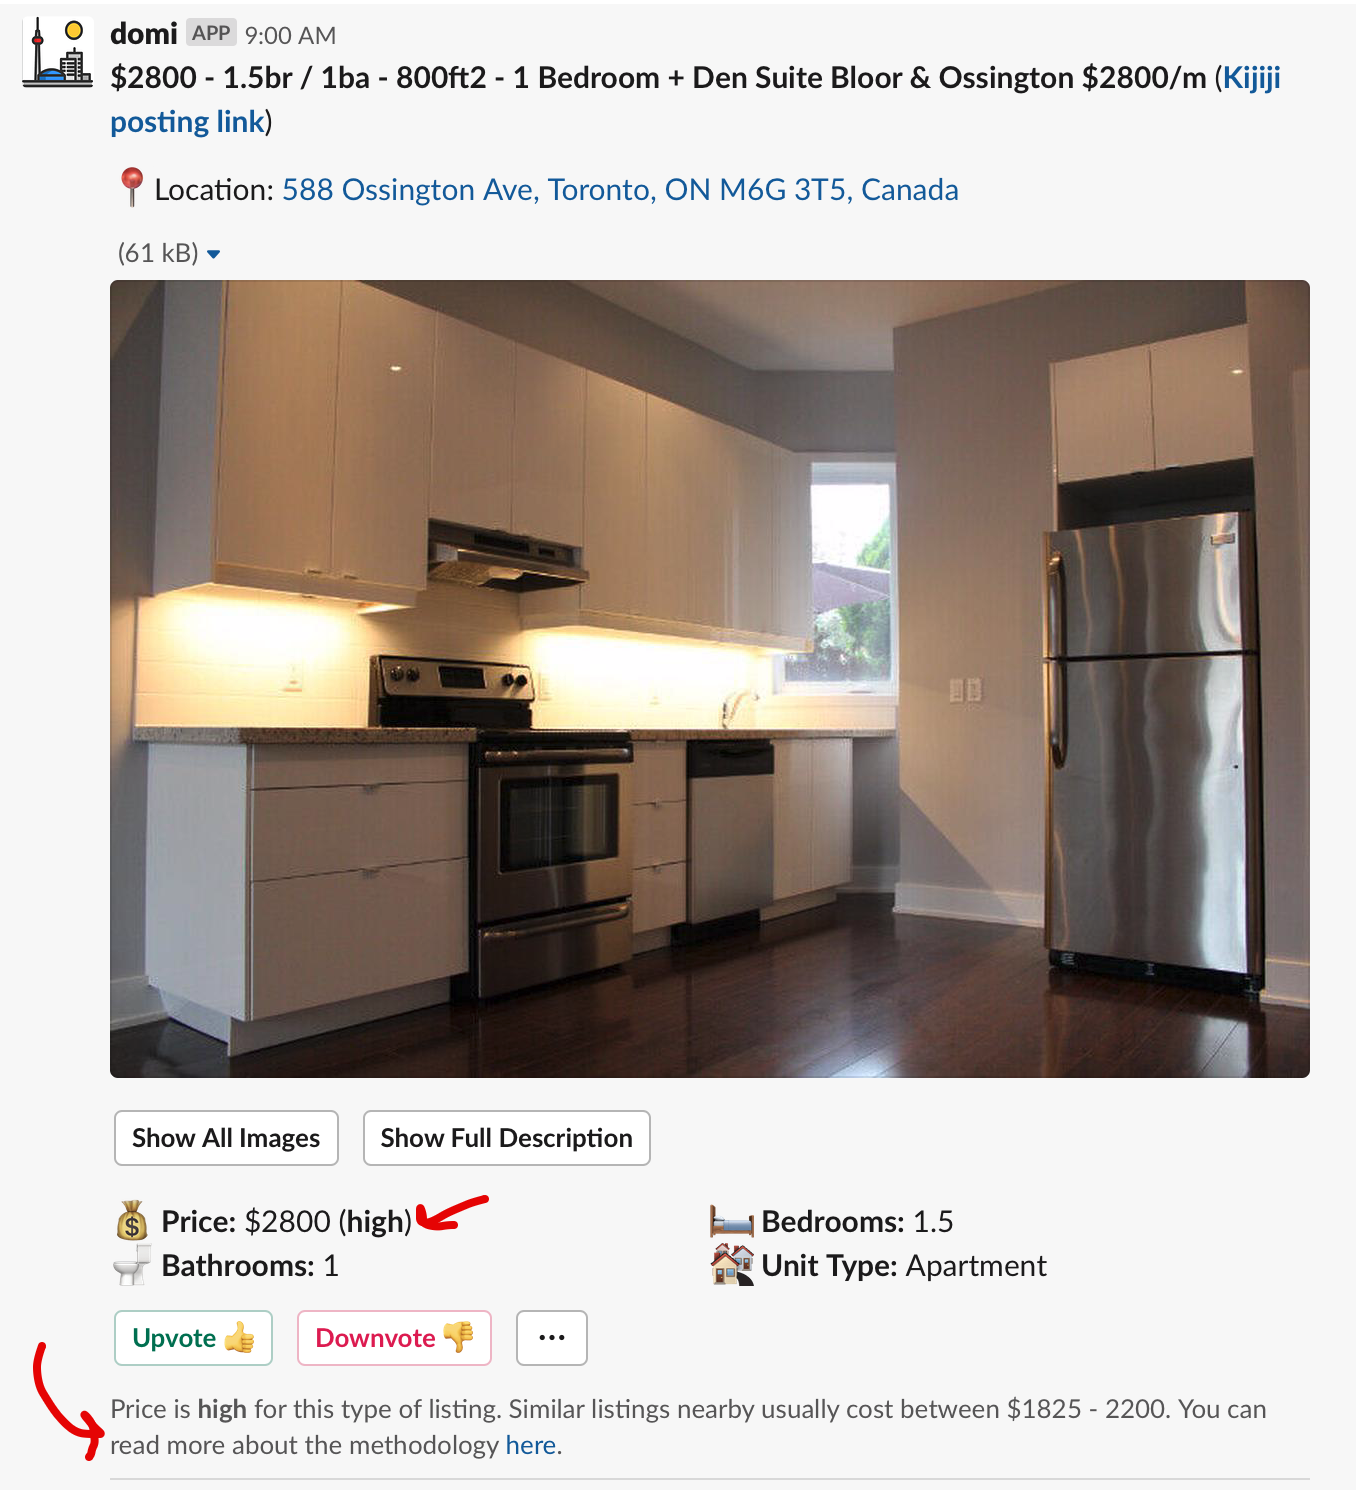 domi APP 9:00 AM
$2800 - 1.5br / 1ba - 800ft2 - 1 Bedroom + Den Suite Bloor & Ossington $2800/m (Kijiji
posting link)
Location: 588 Ossington Ave, Toronto, ON M6G 3T5, Canada
(61 kB)
Show All Images Show Full Description
Price: $2800 (high) Bedrooms: 1.5
Bathrooms: 1 Unit Type: Apartment
Upvote Downvote ...
Price is high for this type of listing. Similar listings nearby usually cost between $1825 - 2200. You can
read more about the methodology here.